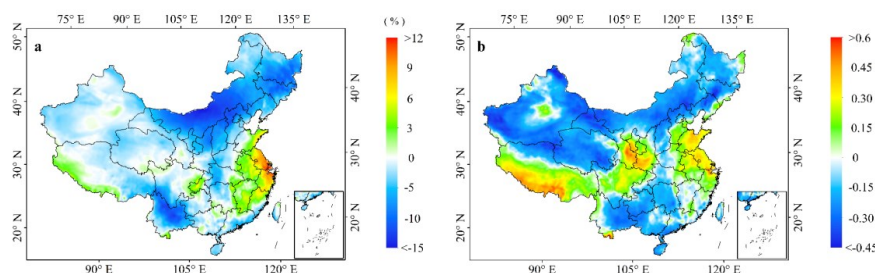 75° E 90° E 105° E 120° E 135° E
(%)
a
50° N
40° N
30° N
20° N
40° N
30° N
20° N
90° E 105° E 120° E
>12
9
6
3
0
-5
-10
<-15
75° E 90° E 105° E 120° E 135° E
b
50° N
40° N
30° N
20° N
40° N
30° N
20° N
90° E 105° E 120° E
>0.6
0.45
0.30
0.15
0
-0.15
-0.30
<-0.45